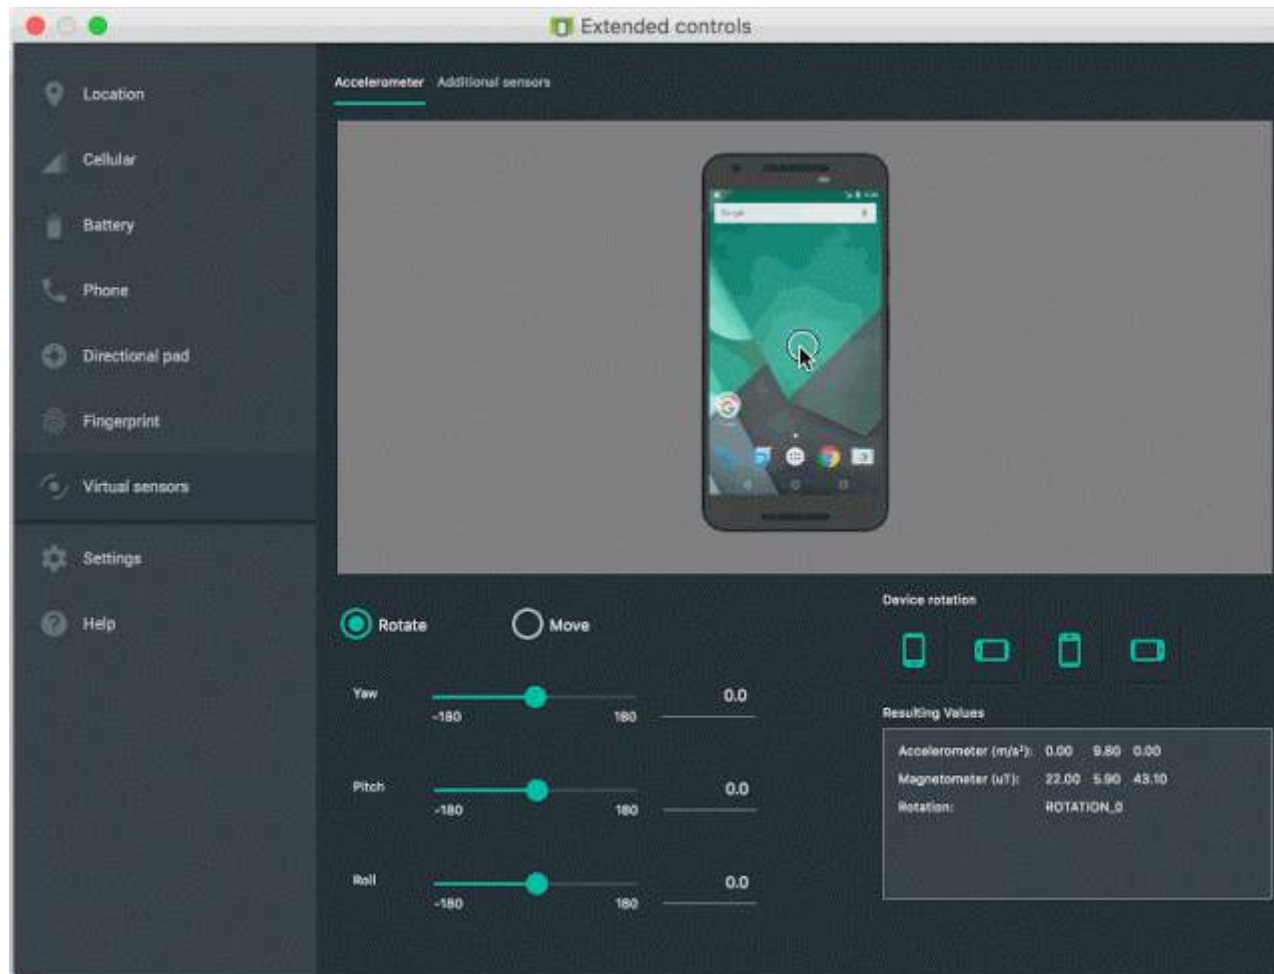 Extended controls
Location
Cellular
Battery
Phone
Directional pad
Fingerprint
Virtual sensors
Settings
Help
Accelerometer Additional sensors
Rotate Move
Yaw 0.0
-180 180
Pitch 0.0
-180 180
Roll 0.0
-180 180
Device rotation
Resulting Values
Accelerometer (m/s²): 0.00 9.80 0.00
Magnetometer (uT): 22.00 5.90 43.10
Rotation: ROTATION_0